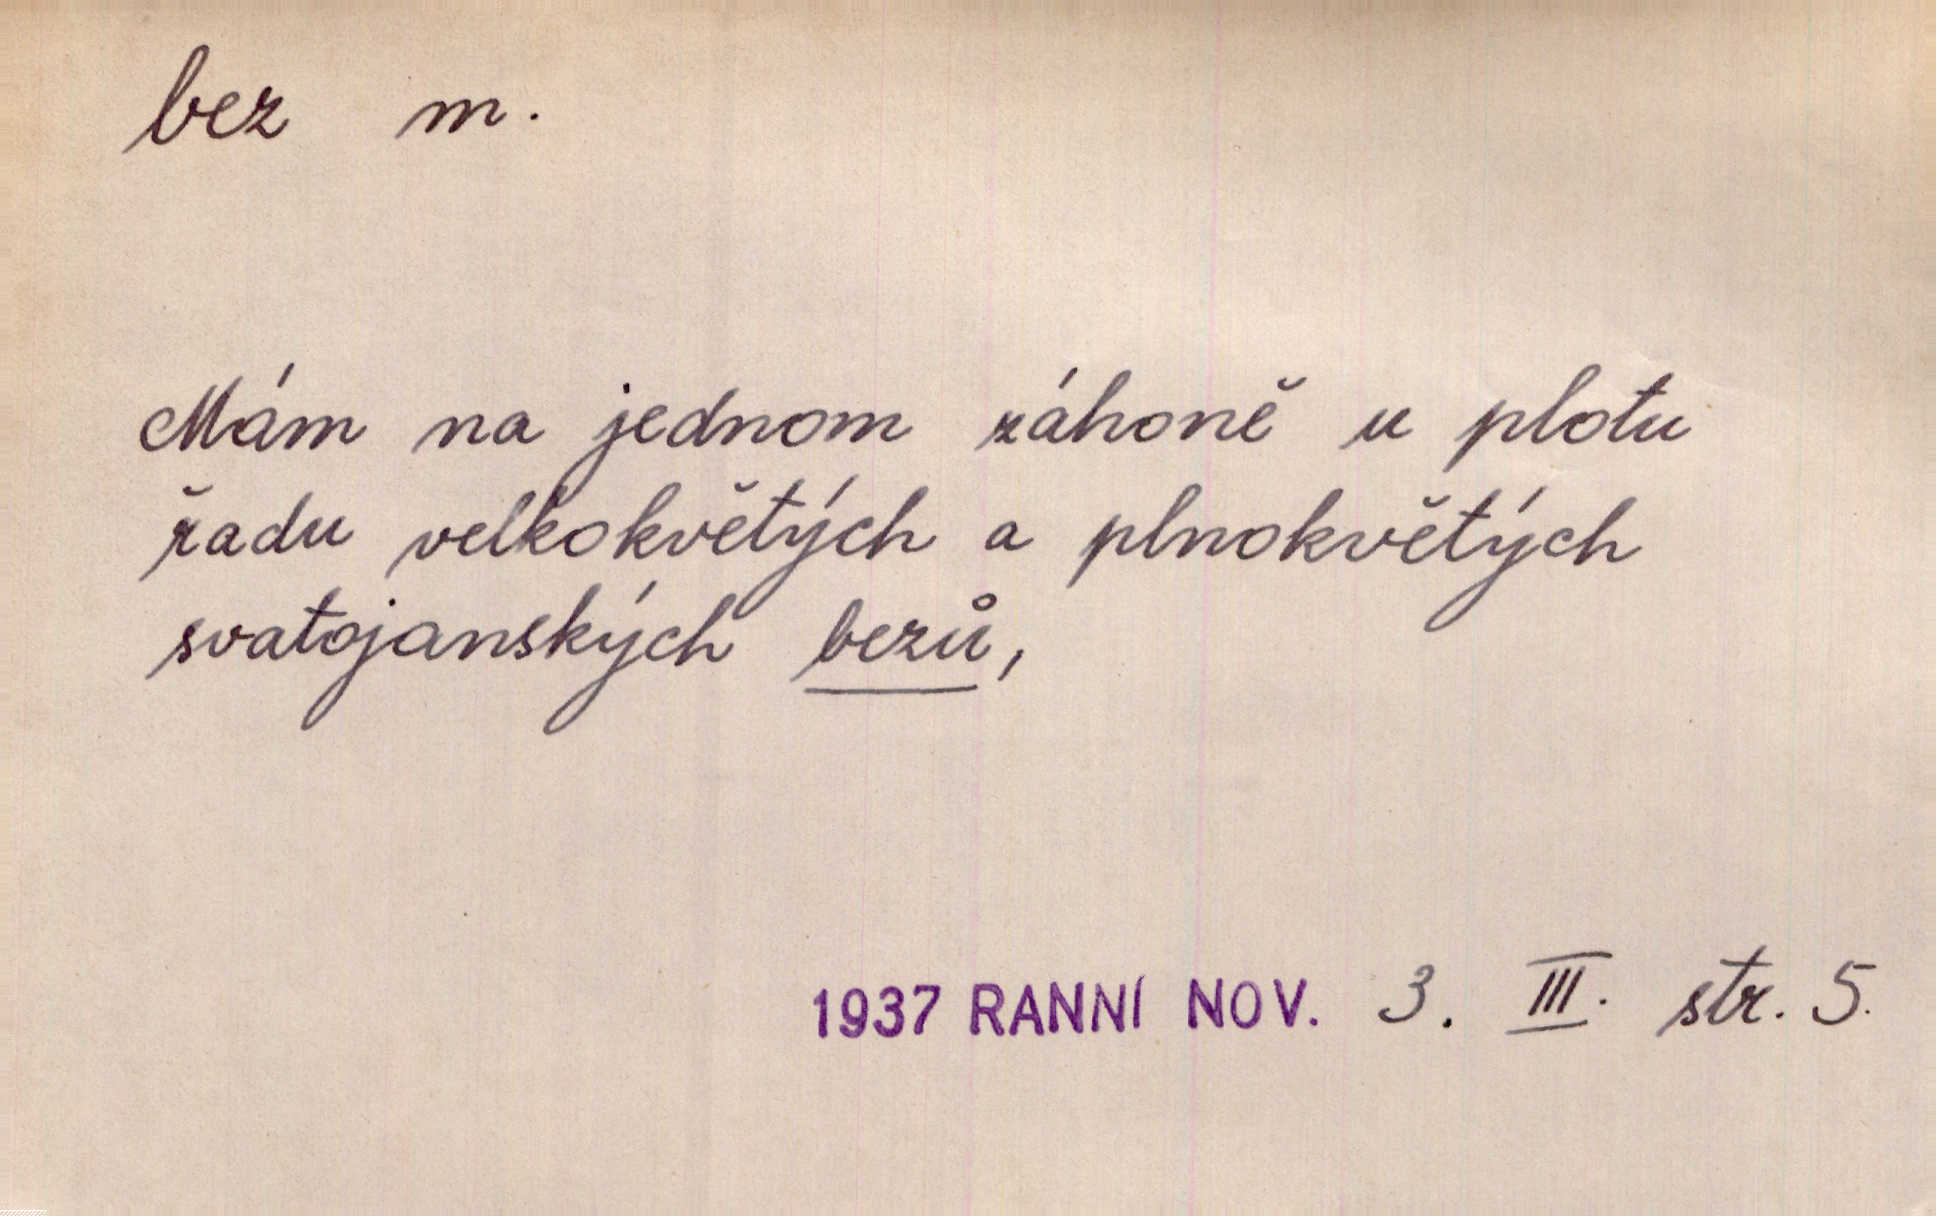 bez m.
Mám na jednom záhoně u plotu
řadu velkokvětých a plnokvětých
svatojanských bezů,
1937 RANNÍ NOV. 3. III. str. 5.